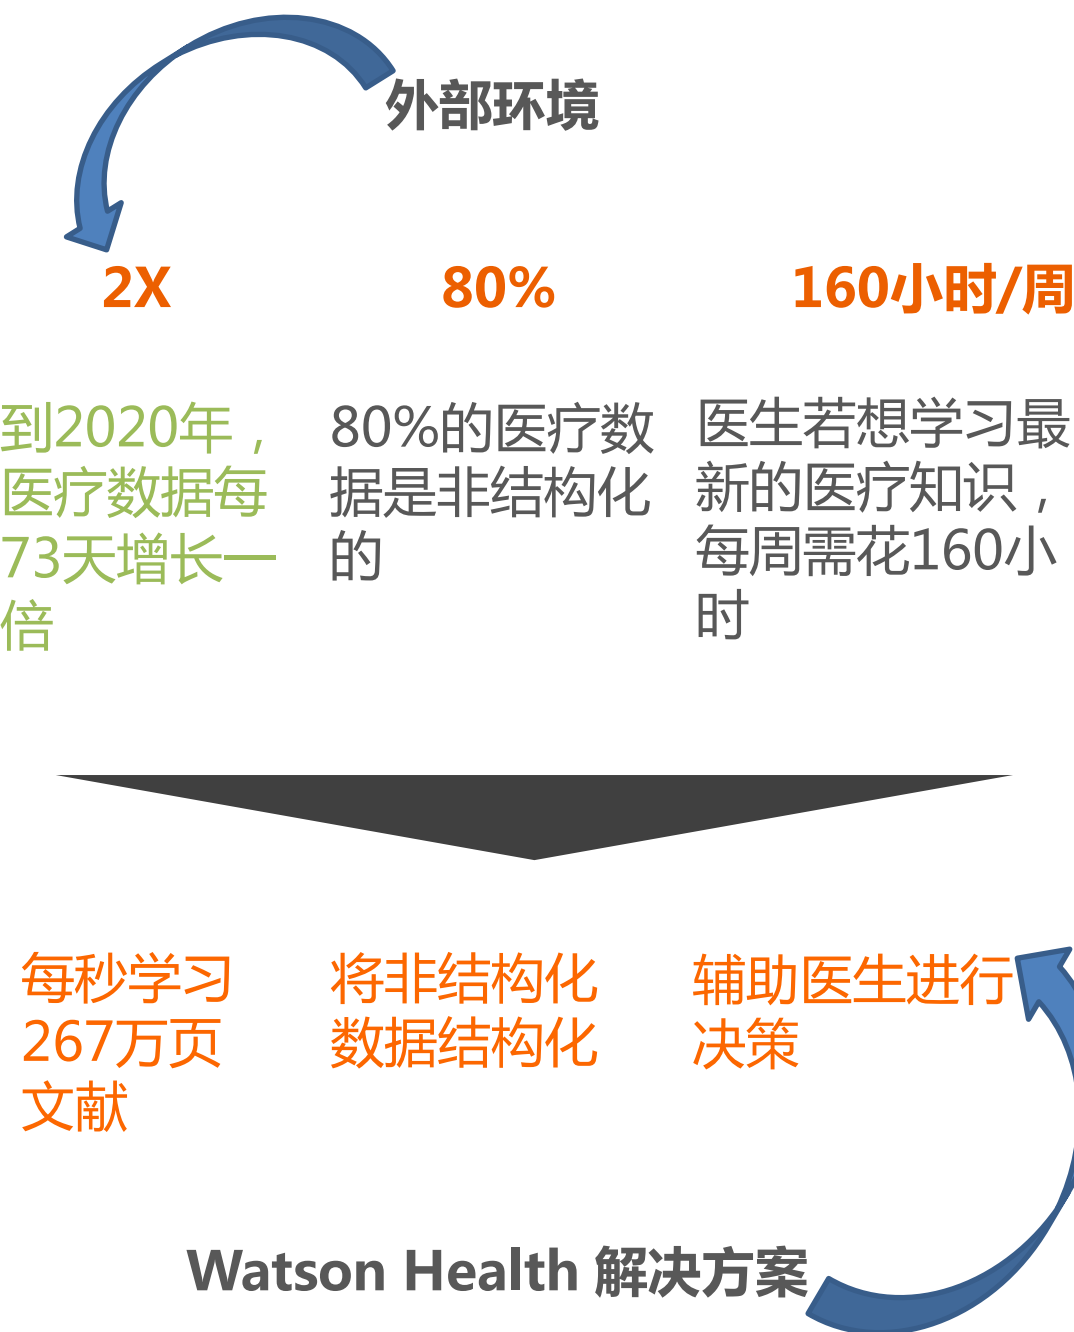 外部环境
2X
80%
160小时/周
到2020年，
医疗数据每
73天增长一
倍
80%的医疗数
据是非结构化
的
医生若想学习最
新的医疗知识，
每周需花160小
时
每秒学习
267万页
文献
将非结构化
数据结构化
辅助医生进行
决策
Watson Health 解决方案